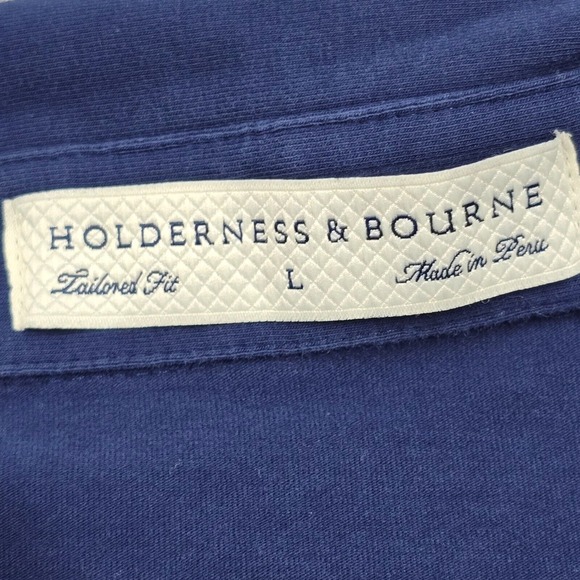 HOLDERNESS & BOURNE
Tailored Fit L Made in Peru